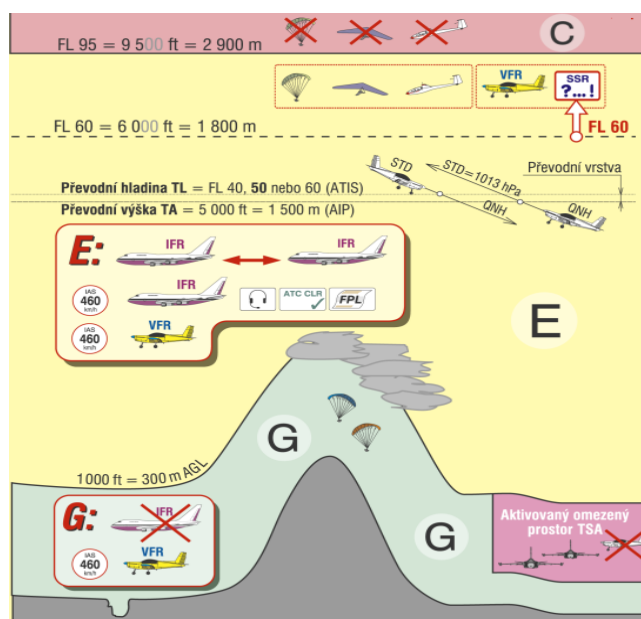 FL 95 = 9 500 ft = 2 900 m
C
VFR
SSR
?...!
FL 60 = 6 000 ft = 1 800 m
FL 60
STD
STD=1013 hPa
Převodní vrstva
Převodní hladina TL = FL 40, 50 nebo 60 (ATIS)
QNH
QNH
Převodní výška TA = 5 000 ft = 1 500 m (AIP)
E:
IFR
IFR
IAS
460
km/h
IFR
ATC CLR
FPL
E
IAS
460
km/h
VFR
G
1000 ft = 300 m AGL
G:
IFR
G
Aktivovaný omezený
prostor TSA
IAS
460
km/h
VFR